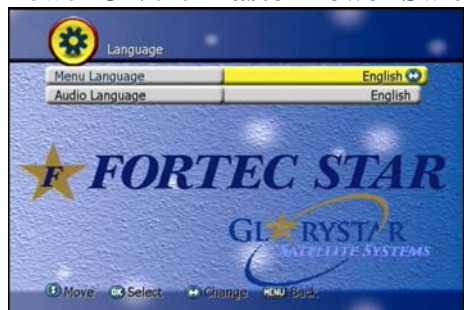 Language
Menu Language English
Audio Language English
F FORTEC STAR
GLORYSTAR
SATELLITE SYSTEMS
Move OK Select Change MENU Back